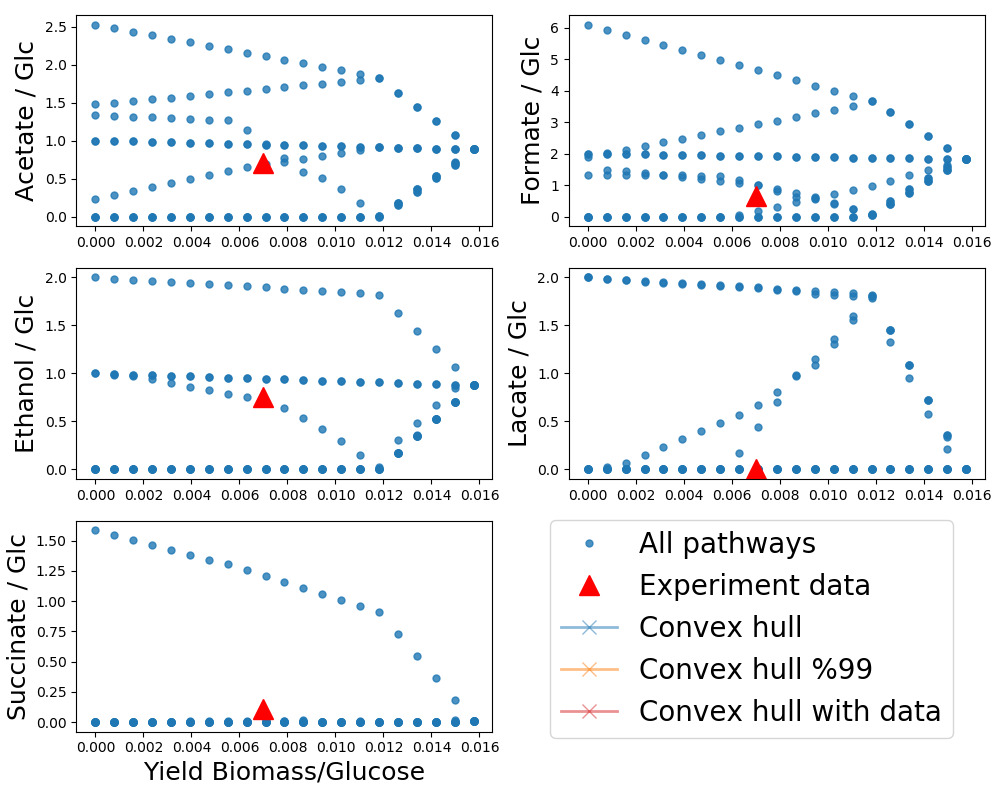 Acetate / Glc
2.5
2.0
1.5
1.0
0.5
0.0
0.000 0.002 0.004 0.006 0.008 0.010 0.012 0.014 0.016
Formate / Glc
6
5
4
3
2
1
0
0.000 0.002 0.004 0.006 0.008 0.010 0.012 0.014 0.016
Ethanol / Glc
2.0
1.5
1.0
0.5
0.0
0.000 0.002 0.004 0.006 0.008 0.010 0.012 0.014 0.016
Lacate / Glc
2.0
1.5
1.0
0.5
0.0
0.000 0.002 0.004 0.006 0.008 0.010 0.012 0.014 0.016
Succinate / Glc
1.50
1.25
1.00
0.75
0.50
0.25
0.00
0.000 0.002 0.004 0.006 0.008 0.010 0.012 0.014 0.016
Yield Biomass/Glucose
All pathways
Experiment data
Convex hull
Convex hull %99
Convex hull with data